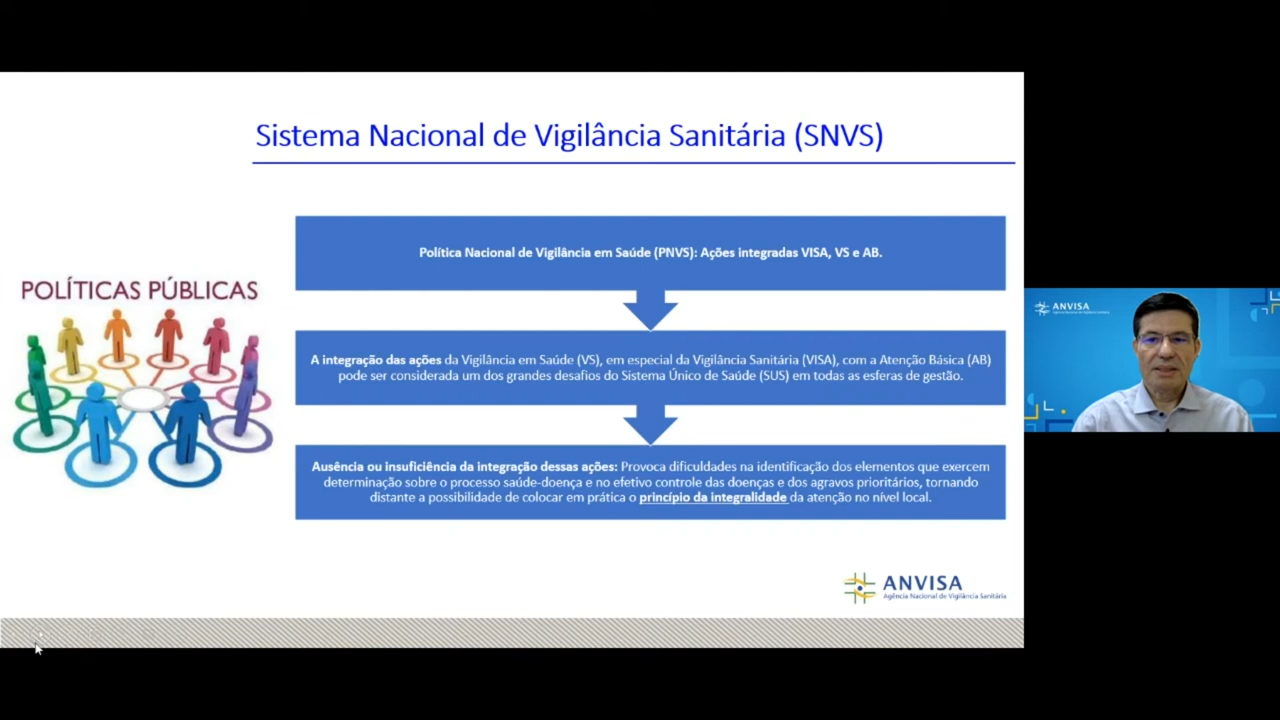 Sistema Nacional de Vigilância Sanitária (SNVS)
Política Nacional de Vigilância em Saúde (PNVS): Ações integradas VISA, VS e AB.
POLÍTICAS PÚBLICAS
A integração das ações da Vigilância em Saúde (VS), em especial da Vigilância Sanitária (VISA), com a Atenção Básica (AB)
pode ser considerada um dos grandes desafios do Sistema Único de Saúde (SUS) em todas as esferas de gestão.
Ausência ou insuficiência da integração dessas ações: Provoca dificuldades na identificação dos elementos que exercem
determinação sobre o processo saúde-doença e no efetivo controle das doenças e dos agravos prioritários, tornando
distante a possibilidade de colocar em prática o princípio da integralidade da atenção no nível local.
ANVISA
Agência Nacional de Vigilância Sanitária
ANVISA
Agência Nacional de Vigilância Sanitária